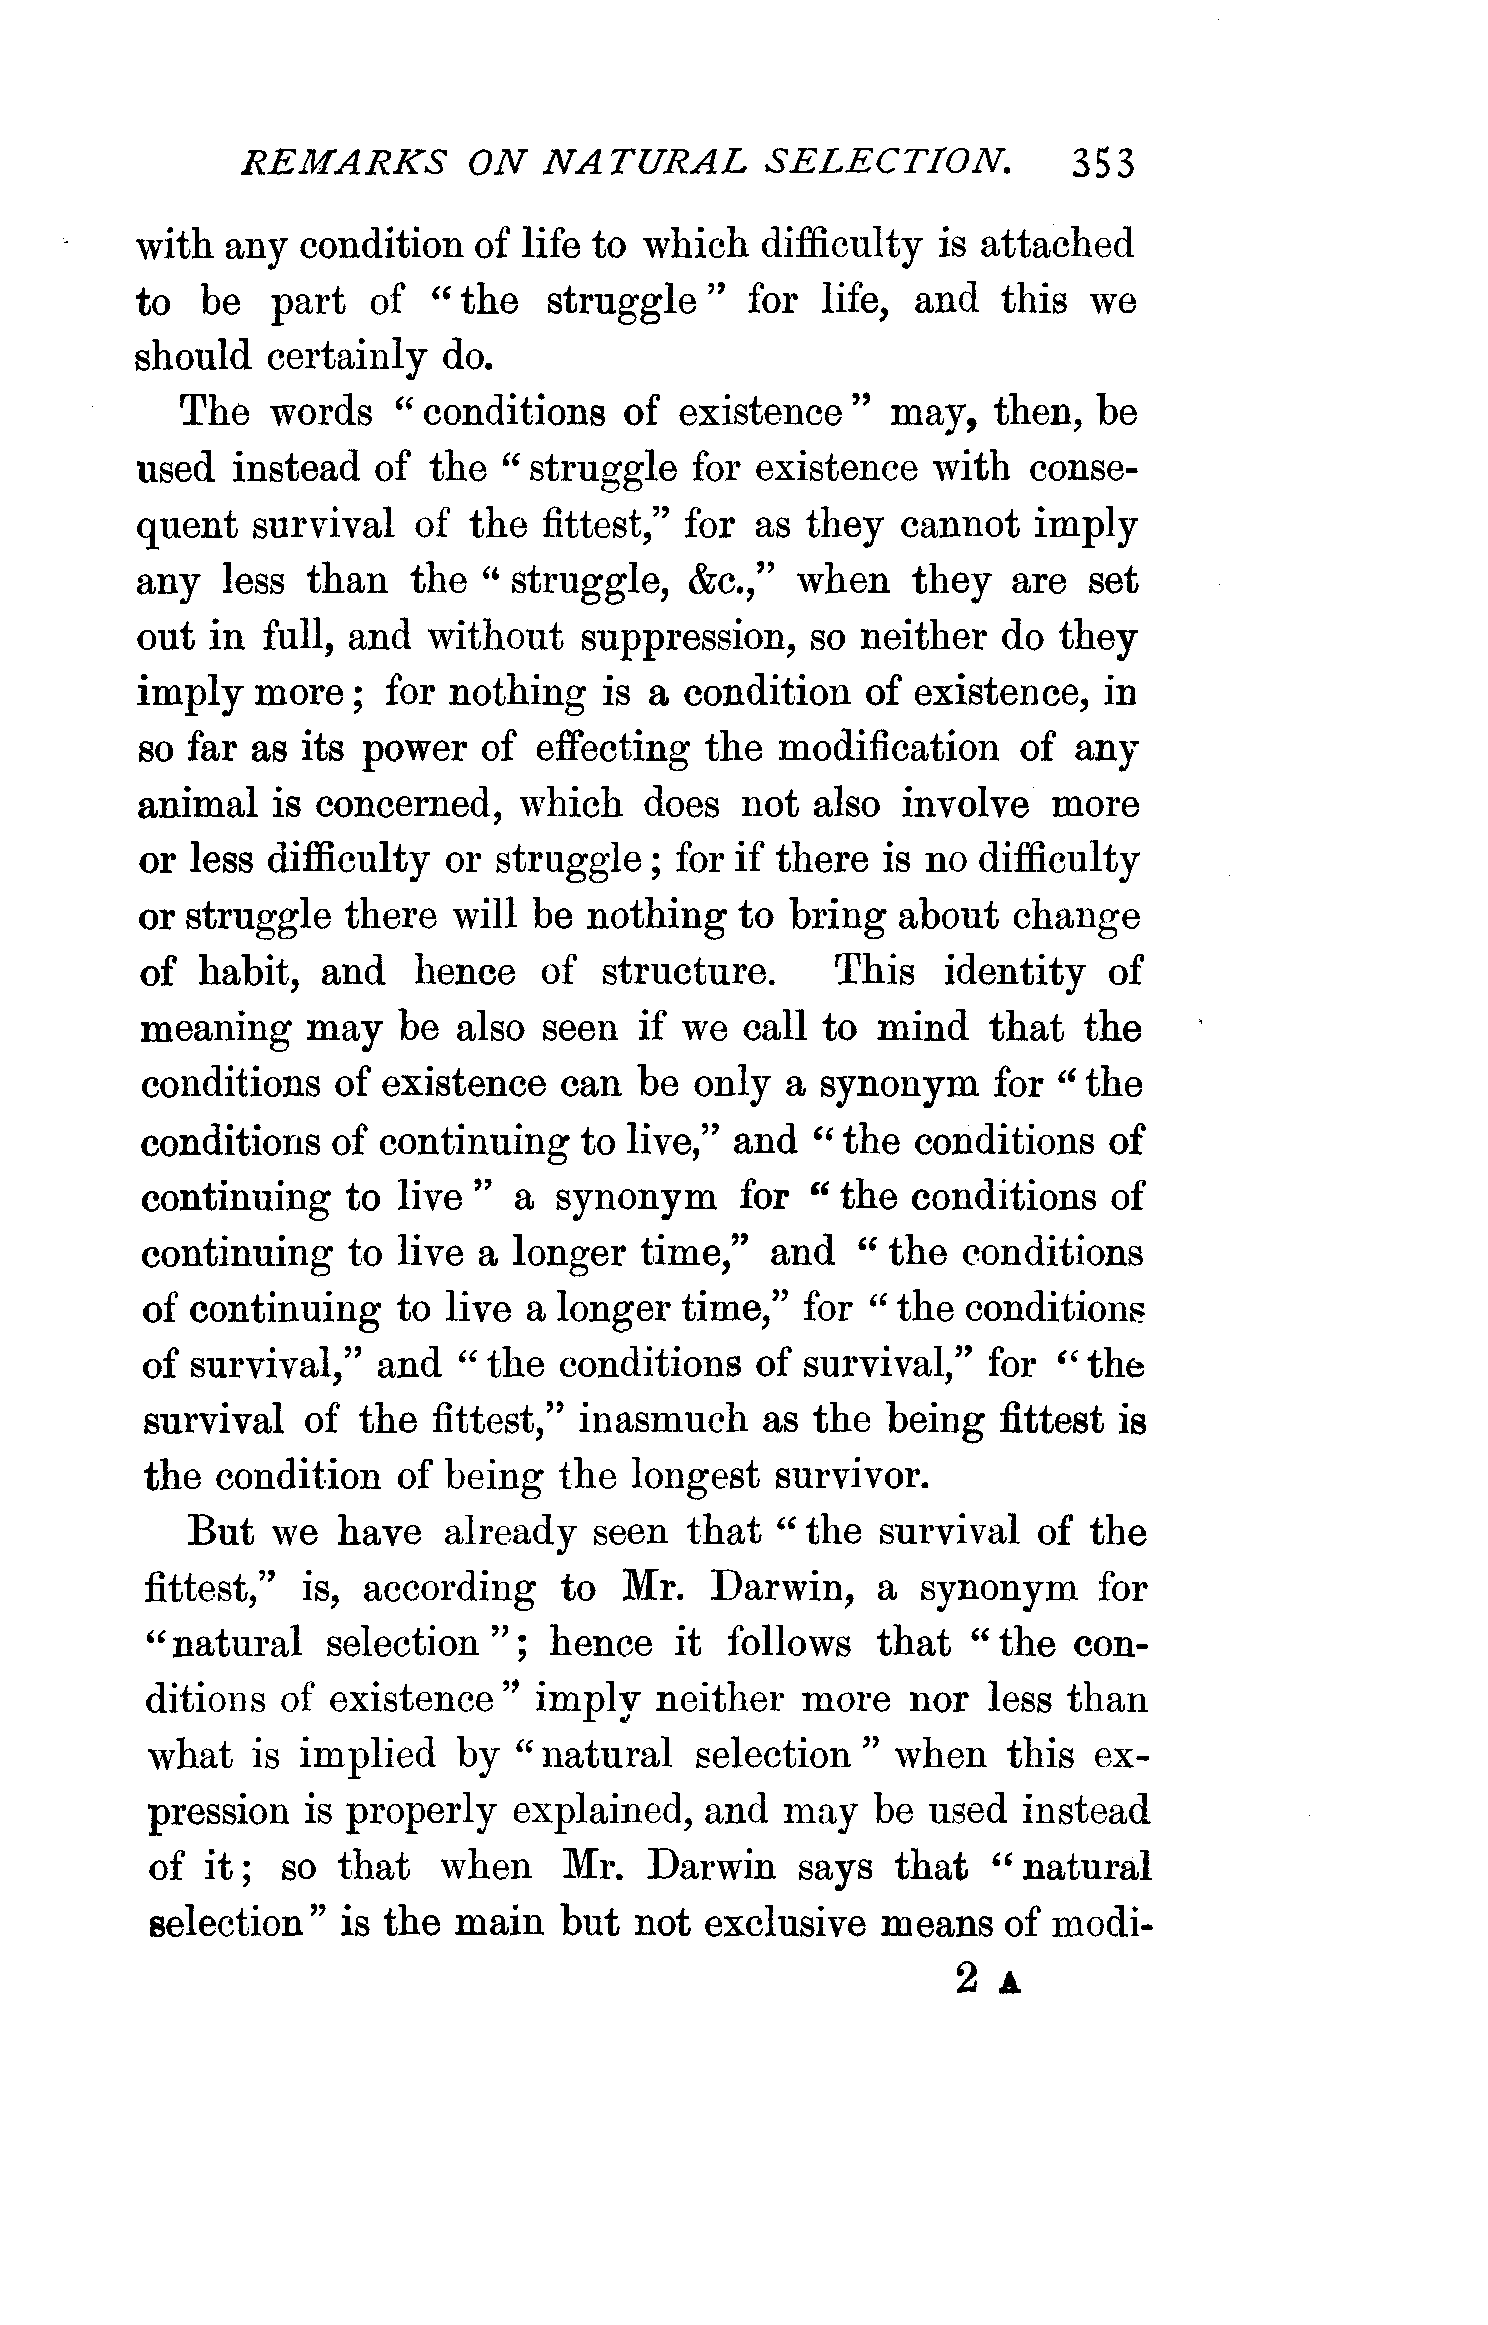 REMARKS ON NATURAL SELECTION. 353
with any condition of life to which difficulty is attached
to be part of “the struggle” for life, and this we
should certainly do.
The words “conditions of existence” may, then, be
used instead of the “struggle for existence with conse-
quent survival of the fittest,” for as they cannot imply
any less than the “struggle, &c.,” when they are set
out in full, and without suppression, so neither do they
imply more; for nothing is a condition of existence, in
so far as its power of effecting the modification of any
animal is concerned, which does not also involve more
or less difficulty or struggle; for if there is no difficulty
or struggle there will be nothing to bring about change
of habit, and hence of structure. This identity of
meaning may be also seen if we call to mind that the
conditions of existence can be only a synonym for “the
conditions of continuing to live,” and “the conditions of
continuing to live” a synonym for “the conditions of
continuing to live a longer time,” and “the conditions
of continuing to live a longer time,” for “the conditions
of survival,” and “the conditions of survival,” for “the
survival of the fittest,” inasmuch as the being fittest is
the condition of being the longest survivor.
But we have already seen that “the survival of the
fittest,” is, according to Mr. Darwin, a synonym for
“natural selection”; hence it follows that “the con-
ditions of existence” imply neither more nor less than
what is implied by “natural selection” when this ex-
pression is properly explained, and may be used instead
of it; so that when Mr. Darwin says that “natural
selection” is the main but not exclusive means of modi-
2 A